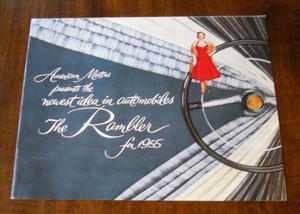 American Motors
presents the
newest idea in automobiles
The Rambler
for 1955